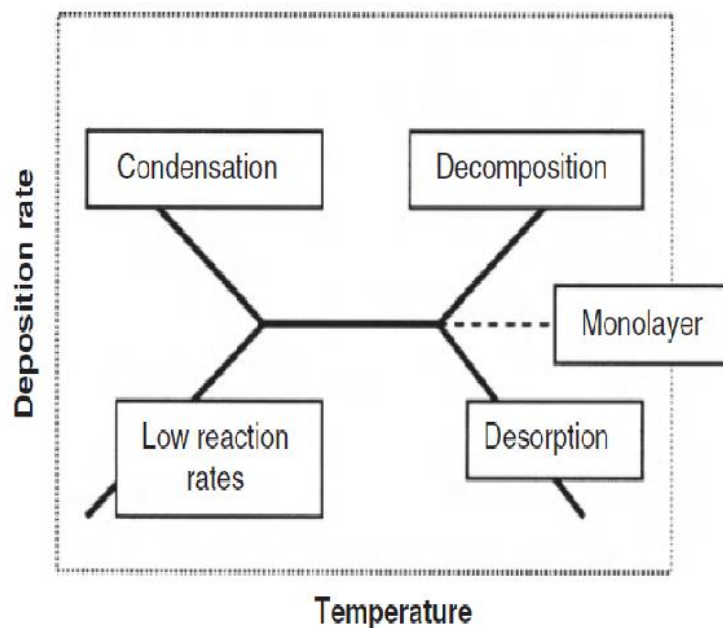 Condensation
Decomposition
Deposition rate
Monolayer
Low reaction
rates
Desorption
Temperature